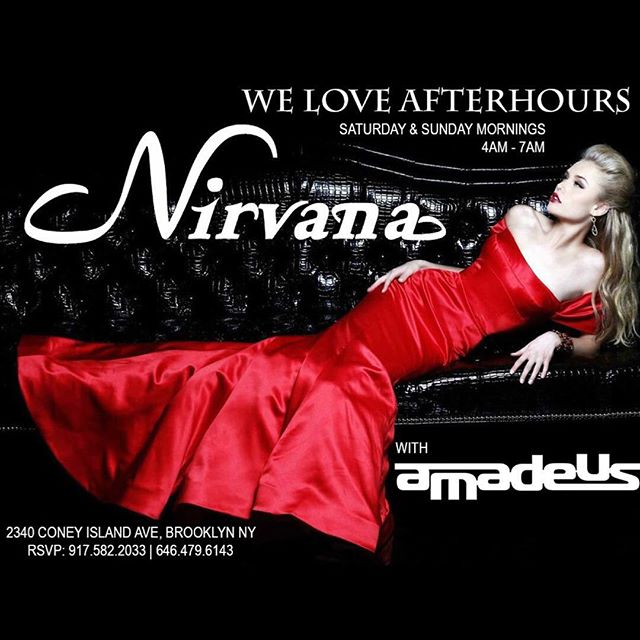 WE LOVE AFTERHOURS
SATURDAY & SUNDAY MORNINGS
4AM - 7AM
Nirvana
WITH
amadeus
2340 CONEY ISLAND AVE, BROOKLYN NY
RSVP: 917.582.2033 | 646.479.6143